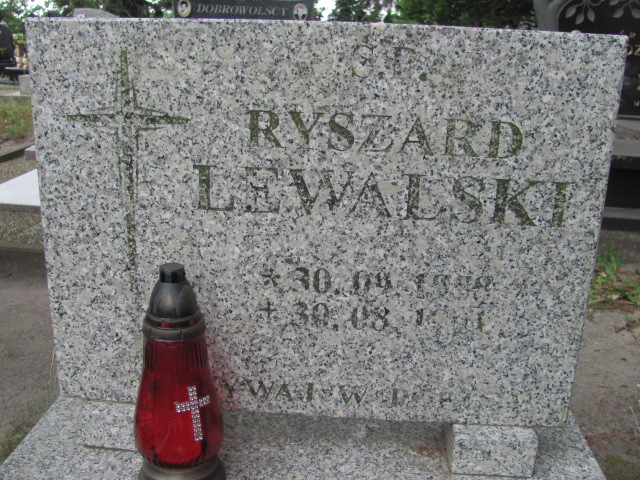 DOBROWOLSCY
Ś.P.
RYSZARD
LEWALSKI
* 30.09.
+ 30.08.
W